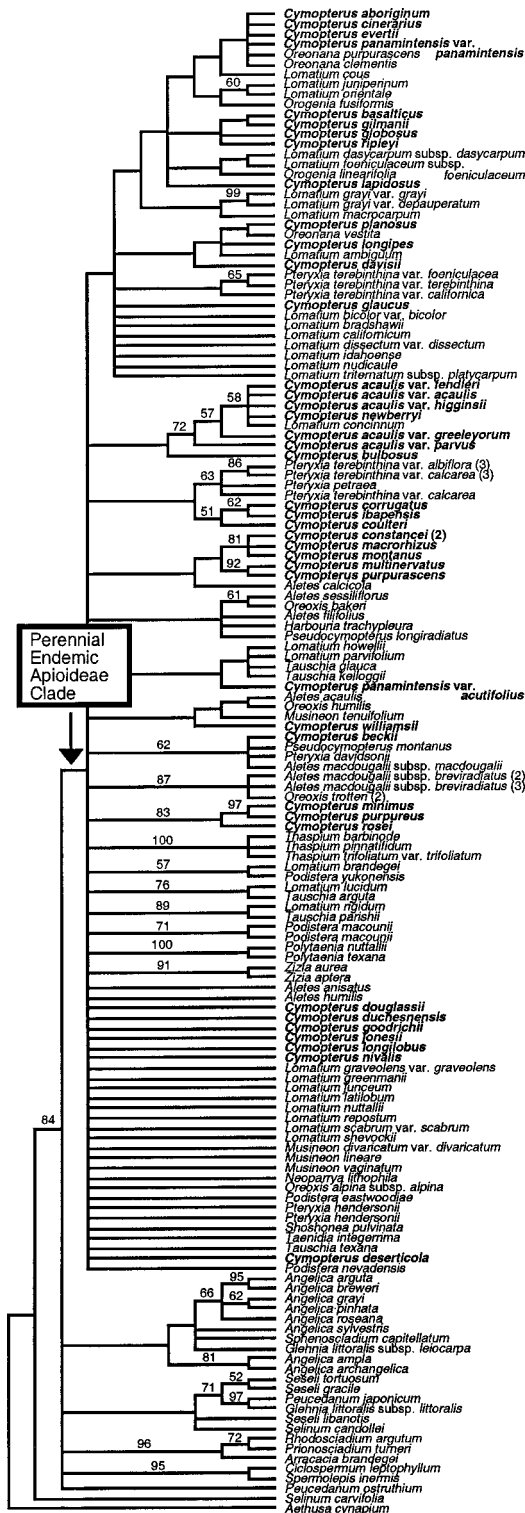 Cymopterus aboriginum
Cymopterus cinerarius
Cymopterus evertii
Cymopterus panamintensis var.
Oreonana purpurascens panamintensis
Oreonana clementis
Lomatium cous
60 Lomatium juniperinum
Lomatium orientale
Orogenia fusiformis
Cymopterus basalticus
Cymopterus gilmanii
Cymopterus globosus
Cymopterus ripleyi
Lomatium dasycarpum subsp. dasycarpum
Lomatium foeniculaceum subsp.
Orogenia linearifolia foeniculaceum
Cymopterus lapidosus
99 Lomatium grayi var. grayi
Lomatium grayi var. depauperatum
Lomatium macrocarpum
Cymopterus planosus
Oreonana vestita
Cymopterus longipes
Lomatium ambiguum
Cymopterus davisii
65 Pteryxia terebinthina var. foeniculacea
Pteryxia terebinthina var. terebinthina
Pteryxia terebinthina var. californica
Cymopterus glaucus
Lomatium bicolor var. bicolor
Lomatium bradshawii
Lomatium californicum
Lomatium dissectum var. dissectum
Lomatium idahoense
Lomatium nudicaule
Lomatium triternatum subsp. platycarpum
Cymopterus acaulis var. fendleri
58 Cymopterus acaulis var. acaulis
Cymopterus acaulis var. higginsii
57 Cymopterus newberryi
72 Lomatium concinnum
Cymopterus acaulis var. greeleyorum
Cymopterus acaulis var. parvus
Cymopterus bulbosus
86 Pteryxia terebinthina var. albiflora (3)
63 Pteryxia terebinthina var. calcarea (3)
Pteryxia petraea
Pteryxia terebinthina var. calcarea
62 Cymopterus corrugatus
51 Cymopterus ibapensis
Cymopterus coulteri
Cymopterus constancei (2)
81 Cymopterus macrorhizus
Cymopterus montanus
92 Cymopterus multinervatus
Cymopterus purpurascens
Aletes calcicola
61 Aletes sessiliflorus
Oreoxis bakeri
Aletes filifolius
Harbouria trachypleura
Pseudocymopterus longiradiatus
Perennial
Endemic
Apioideae
Clade
Lomatium howellii
Lomatium parvifolium
Tauschia glauca
Tauschia kelloggii
Cymopterus panamintensis var.
Aletes acaulis acutifolius
Oreoxis humilis
Musineon tenuifolium
Cymopterus williamsii
Cymopterus beckii
62 Pseudocymopterus montanus
Pteryxia davidsonii
Aletes macdougalii subsp. macdougalii
87 Aletes macdougalii subsp. breviradiatus (2)
Aletes macdougalii subsp. breviradiatus (3)
Oreoxis trotteri (2)
97 Cymopterus minimus
83 Cymopterus purpureus
Cymopterus rosei
100 Thaspium barbinode
Thaspium pinnatifidum
Thaspium trifoliatum var. trifoliatum
57 Lomatium brandegei
Podistera yukonensis
76 Lomatium lucidum
Tauschia arguta
89 Lomatium rigidum
Tauschia parishii
71 Podistera macounii
Podistera macounii
100 Polytaenia nuttallii
Polytaenia texana
91 Zizia aurea
Zizia aptera
Aletes anisatus
Aletes humilis
Cymopterus douglassii
Cymopterus duchesnensis
Cymopterus goodrichii
Cymopterus jonesii
Cymopterus longilobus
Cymopterus nivalis
Lomatium graveolens var. graveolens
Lomatium greenmanii
Lomatium junceum
Lomatium latilobum
Lomatium nuttallii
Lomatium repostum
84 Lomatium scabrum var. scabrum
Lomatium shevockii
Musineon divaricatum var. divaricatum
Musineon lineare
Musineon vaginatum
Neoparrya lithophila
Oreoxis alpina subsp. alpina
Podistera eastwoodiae
Pteryxia hendersonii
Pteryxia hendersonii
Shoshonea pulvinata
Taenidia integerrima
Tauschia texana
Cymopterus deserticola
Podistera nevadensis
95 Angelica arguta
Angelica breweri
66 62 Angelica grayi
Angelica pinnata
Angelica roseana
Angelica sylvestris
Sphenosciadium capitellatum
Glehnia littoralis subsp. leiocarpa
81 Angelica ampla
Angelica archangelica
52 Seseli tortuosum
71 Seseli gracile
97 Peucedanum japonicum
Glehnia littoralis subsp. littoralis
Seseli libanotis
Selinum candollei
96 72 Rhodosciadium argutum
Prionosciadium turneri
Arracacia brandegei
95 Ciclospermum leptophyllum
Spermolepis inermis
Peucedanum ostruthium
Selinum carvifolia
Aethusa cynapium